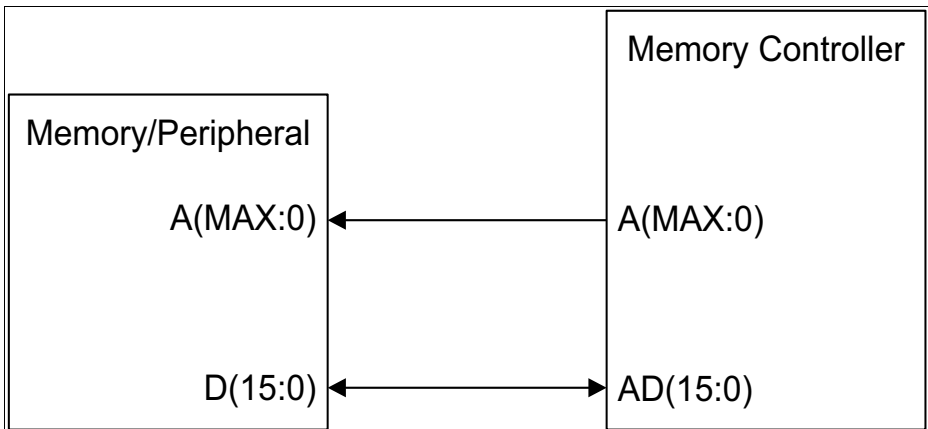 Memory Controller
Memory/Peripheral
A(MAX:0)
A(MAX:0)
D(15:0)
AD(15:0)